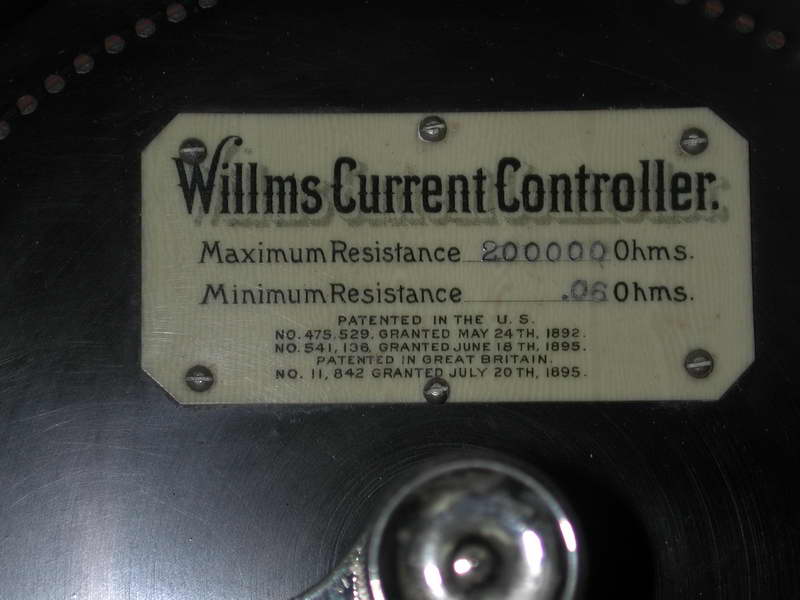 Willms Current Controller.
Maximum Resistance 200000 Ohms.
Minimum Resistance .06 Ohms.
PATENTED IN THE U. S.
NO. 475.529, GRANTED MAY 24TH, 1892.
NO. 541, 136, GRANTED JUNE 18TH, 1895.
PATENTED IN GREAT BRITAIN.
NO. 11, 842 GRANTED JULY 20TH, 1895.